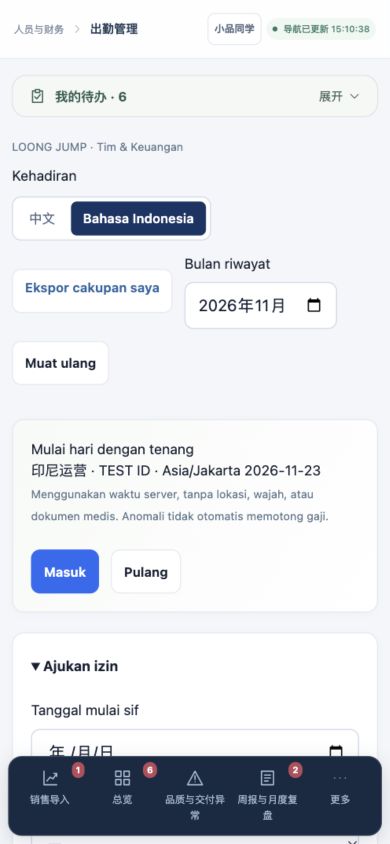 人员与财务 > 出勤管理
小品同学
导航已更新 15:10:38
我的待办 · 6
展开
LOONG JUMP · Tim & Keuangan
Kehadiran
中文
Bahasa Indonesia
Bulan riwayat
Ekspor cakupan saya
2026年11月
Muat ulang
Mulai hari dengan tenang
印尼运营 · TEST ID · Asia/Jakarta 2026-11-23
Menggunakan waktu server, tanpa lokasi, wajah, atau
dokumen medis. Anomali tidak otomatis memotong gaji.
Masuk
Pulang
▼ Ajukan izin
Tanggal mulai sif
年 /月/日
1
6
2
销售导入
总览
品质与交付异
常
周报与月度复
盘
更多